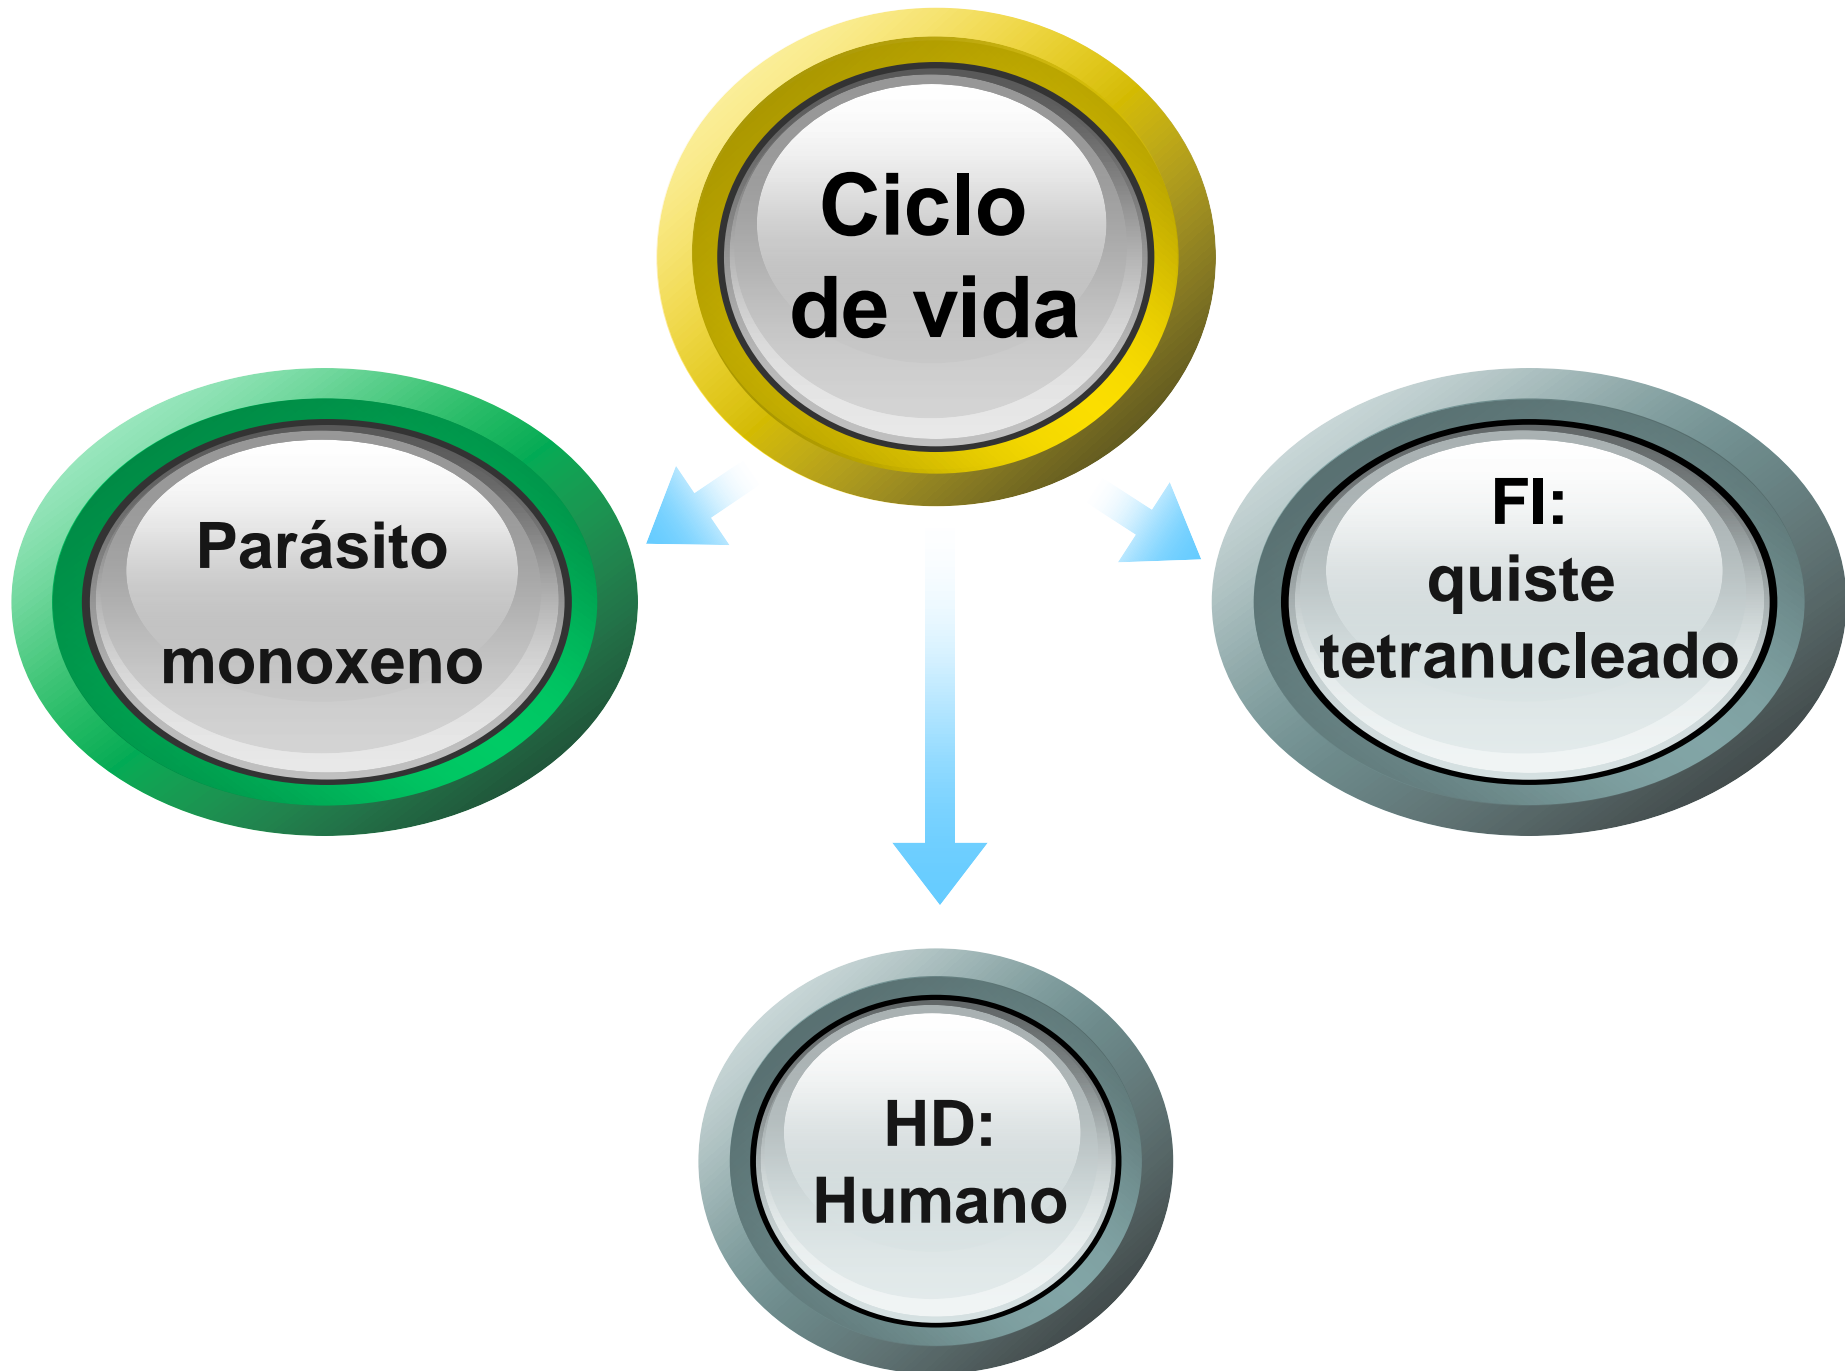 Ciclo
de vida
Parásito
monoxeno
FI:
quiste
tetranucleado
HD:
Humano